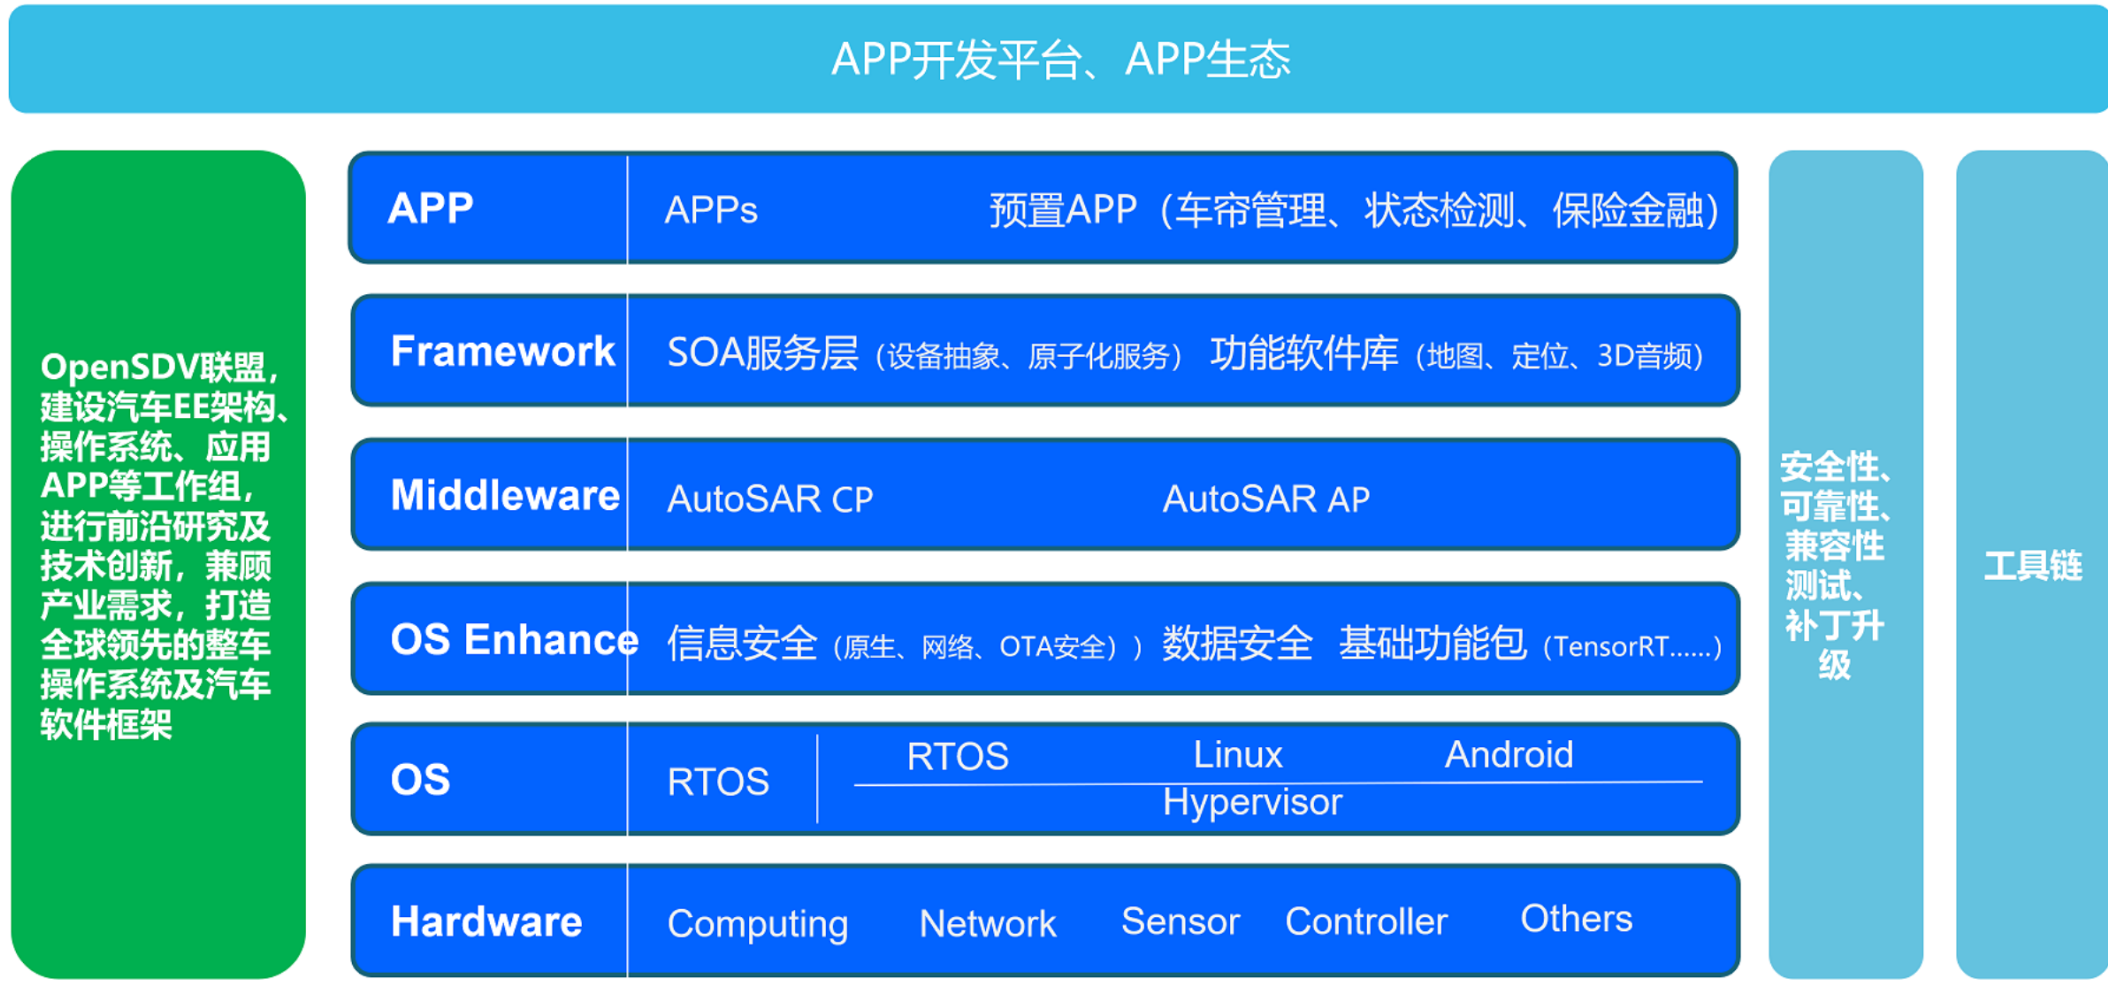 APP开发平台、APP生态
OpenSDV联盟，
建设汽车EE架构、
操作系统、应用
APP等工作组，
进行前沿研究及
技术创新，兼顾
产业需求，打造
全球领先的整车
操作系统及汽车
软件框架
APP APPs 预置APP（车帘管理、状态检测、保险金融）
Framework SOA服务层（设备抽象、原子化服务） 功能软件库（地图、定位、3D音频）
Middleware AutoSAR CP AutoSAR AP
OS Enhance 信息安全（原生、网络、OTA安全）） 数据安全 基础功能包（TensorRT......）
OS RTOS
RTOS Linux Android
Hypervisor
Hardware Computing Network Sensor Controller Others
安全性、
可靠性、
兼容性
测试、
补丁升
级
工具链